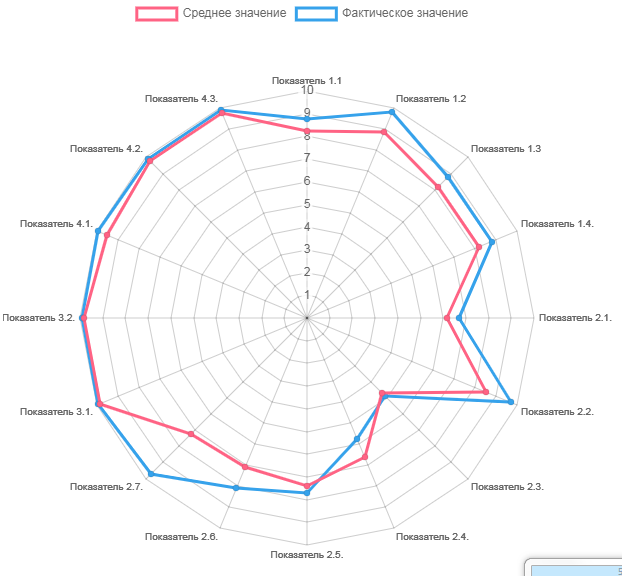 Среднее значение Фактическое значение
Показатель 1.1
Показатель 4.3. Показатель 1.2
10
9
8
Показатель 4.2. Показатель 1.3
7
6
5
Показатель 4.1. Показатель 1.4.
4
3
2
1
Показатель 3.2. Показатель 2.1.
Показатель 3.1. Показатель 2.2.
Показатель 2.7. Показатель 2.3.
Показатель 2.6. Показатель 2.4.
Показатель 2.5.